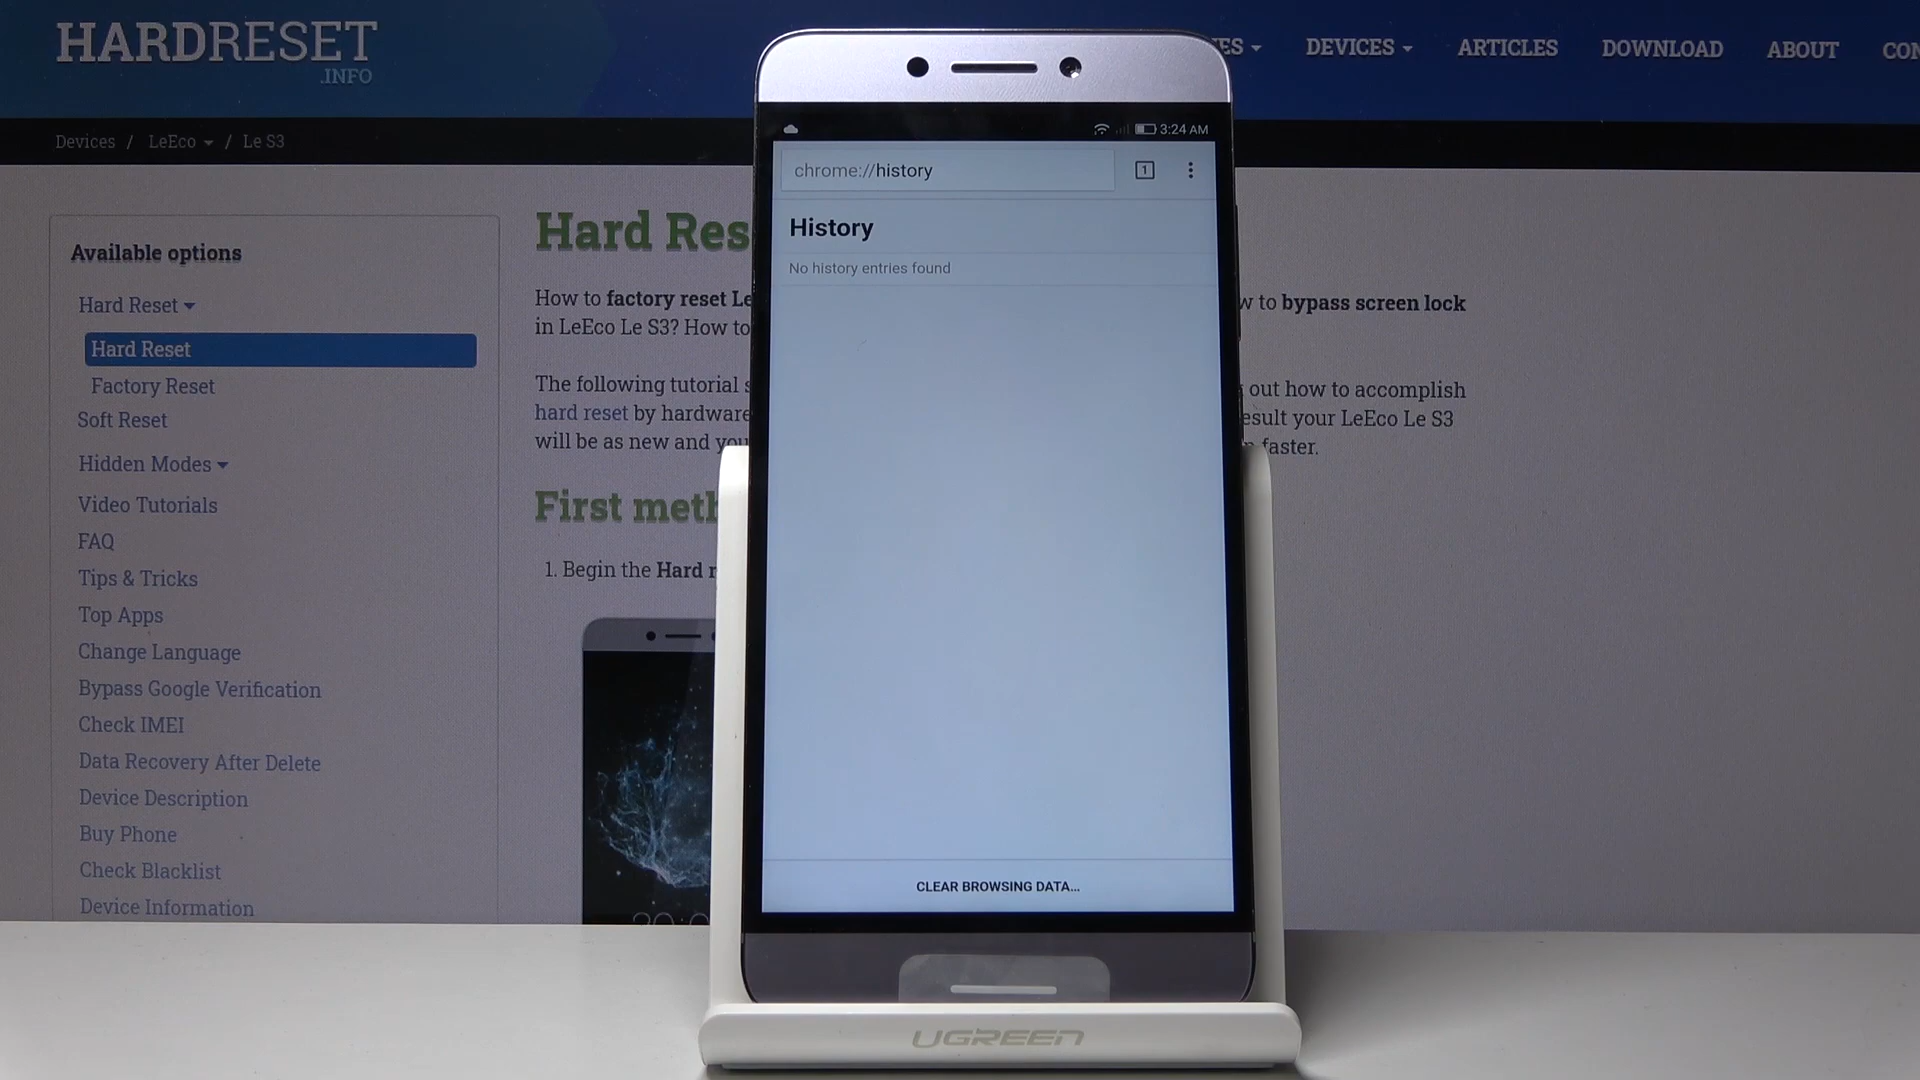 HARDRESET
.INFO
DEVICES
ARTICLES
DOWNLOAD
ABOUT
Devices / LeEco / Le S3
Available options
Hard Reset
Hard Reset
Factory Reset
Soft Reset
Hidden Modes
Video Tutorials
FAQ
Tips & Tricks
Top Apps
Change Language
Bypass Google Verification
Check IMEI
Data Recovery After Delete
Device Description
Buy Phone
Check Blacklist
Device Information
Hard Res
How to factory reset Le
in LeEco Le S3? How to
The following tutorial s
hard reset by hardware
will be as new and you
First meth
1. Begin the Hard r
w to bypass screen lock
out how to accomplish
esult your LeEco Le S3
faster.
3:24 AM
chrome://history
1
History
No history entries found
CLEAR BROWSING DATA...
UGREEN